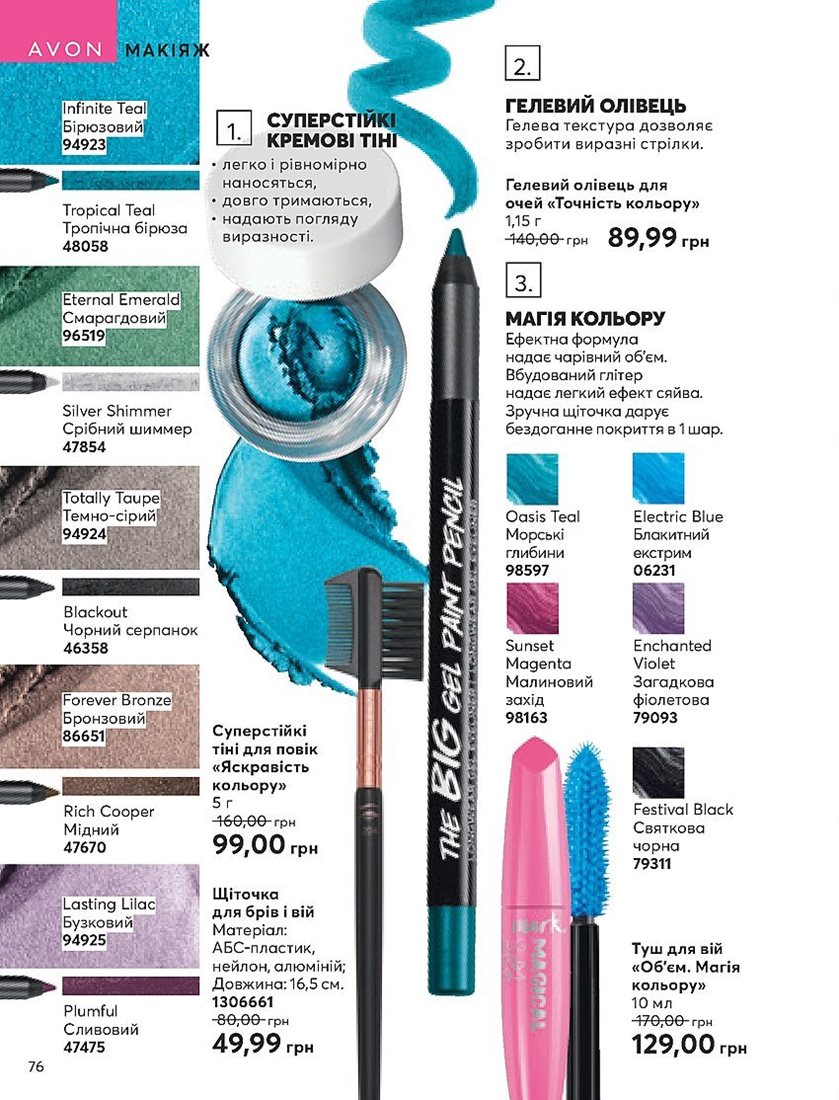 AVON МАКІЯЖ
Infinite Teal
Бірюзовий
94923
Tropical Teal
Тропічна бірюза
48058
Eternal Emerald
Смарагдовий
96519
Silver Shimmer
Срібний шиммер
47854
Totally Taupe
Темно-сірий
94924
Blackout
Чорний серпанок
46358
Forever Bronze
Бронзовий
86651
Rich Cooper
Мідний
47670
Lasting Lilac
Бузковий
94925
Plumful
Сливовий
47475
76
1.
СУПЕРСТІЙКІ
КРЕМОВІ ТІНІ
• легко і рівномірно
наносяться,
• довго тримаються,
• надають погляду
виразності.
Суперстійкі
тіні для повік
«Яскравість
кольору»
5 г
160,00 грн
99,00 грн
Щіточка
для брів і вій
Матеріал:
АБС-пластик,
нейлон, алюміній;
Довжина: 16,5 см.
1306661
80,00 грн
49,99 грн
THE BIG GEL PAINT PENCIL
2.
ГЕЛЕВИЙ ОЛІВЕЦЬ
Гелева текстура дозволяє
зробити виразні стрілки.
Гелевий олівець для
очей «Точність кольору»
1,15 г
140,00 грн 89,99 грн
3.
МАГІЯ КОЛЬОРУ
Ефектна формула
надає чарівний об’єм.
Вбудований глітер
надає легкий ефект сяйва.
Зручна щіточка дарує
бездоганне покриття в 1 шар.
Oasis Teal
Морські
глибини
98597
Electric Blue
Блакитний
екстрим
06231
Sunset
Magenta
Малиновий
захід
98163
Enchanted
Violet
Загадкова
фіолетова
79093
Festival Black
Святкова
чорна
79311
mark.
MAGICAL
Туш для вій
«Об’єм. Магія
кольору»
10 мл
170,00 грн
129,00 грн